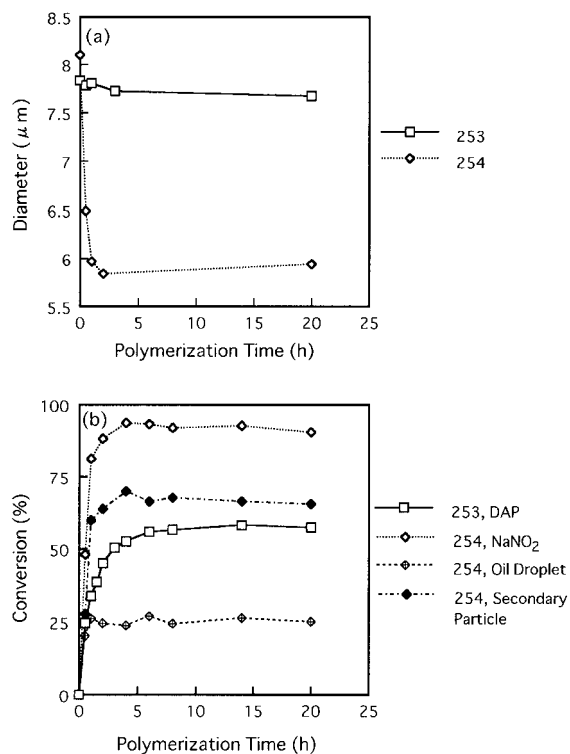 (a)
8.5
8
7.5
7
6.5
6
5.5
Diameter (μm)
0 5 10 15 20 25
Polymerization Time (h)
253
254
(b)
100
75
50
25
0
Conversion (%)
0 5 10 15 20 25
Polymerization Time (h)
253, DAP
254, NaNO₂
254, Oil Droplet
254, Secondary
Particle